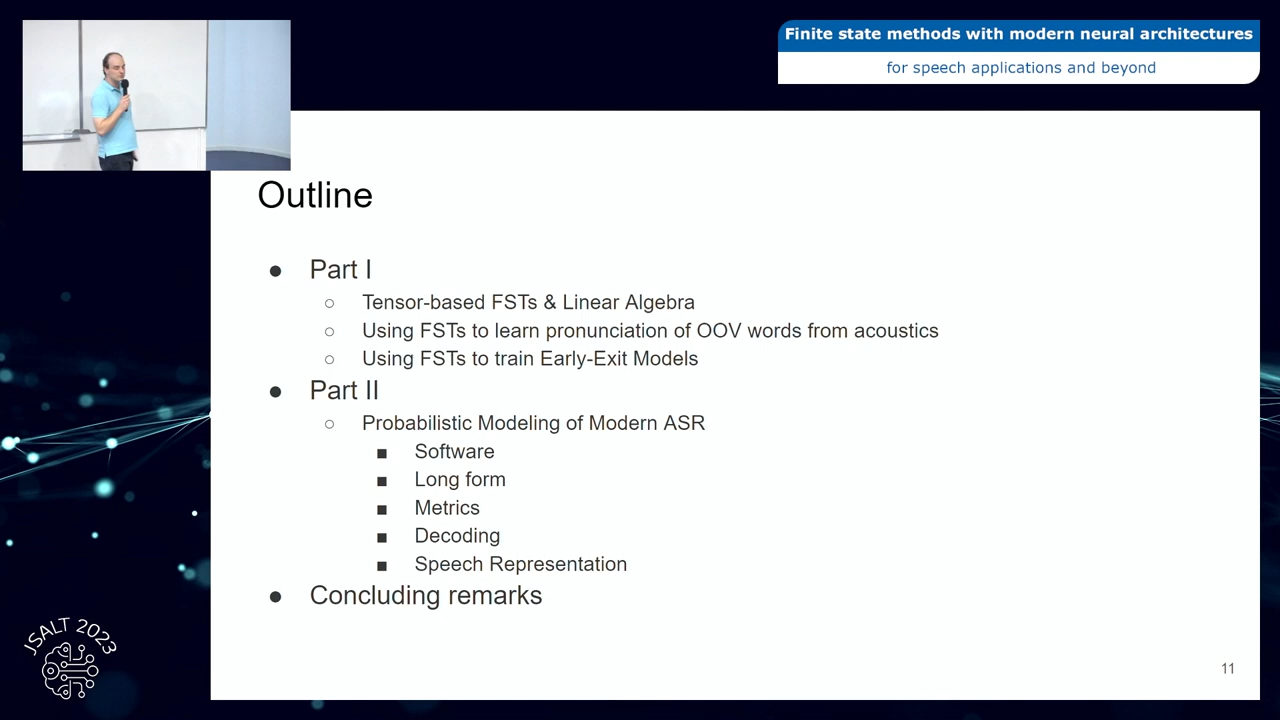 Finite state methods with modern neural architectures
for speech applications and beyond
Outline
● Part I
○ Tensor-based FSTs & Linear Algebra
○ Using FSTs to learn pronunciation of OOV words from acoustics
○ Using FSTs to train Early-Exit Models
● Part II
○ Probabilistic Modeling of Modern ASR
■ Software
■ Long form
■ Metrics
■ Decoding
■ Speech Representation
● Concluding remarks
JSALT 2023
11